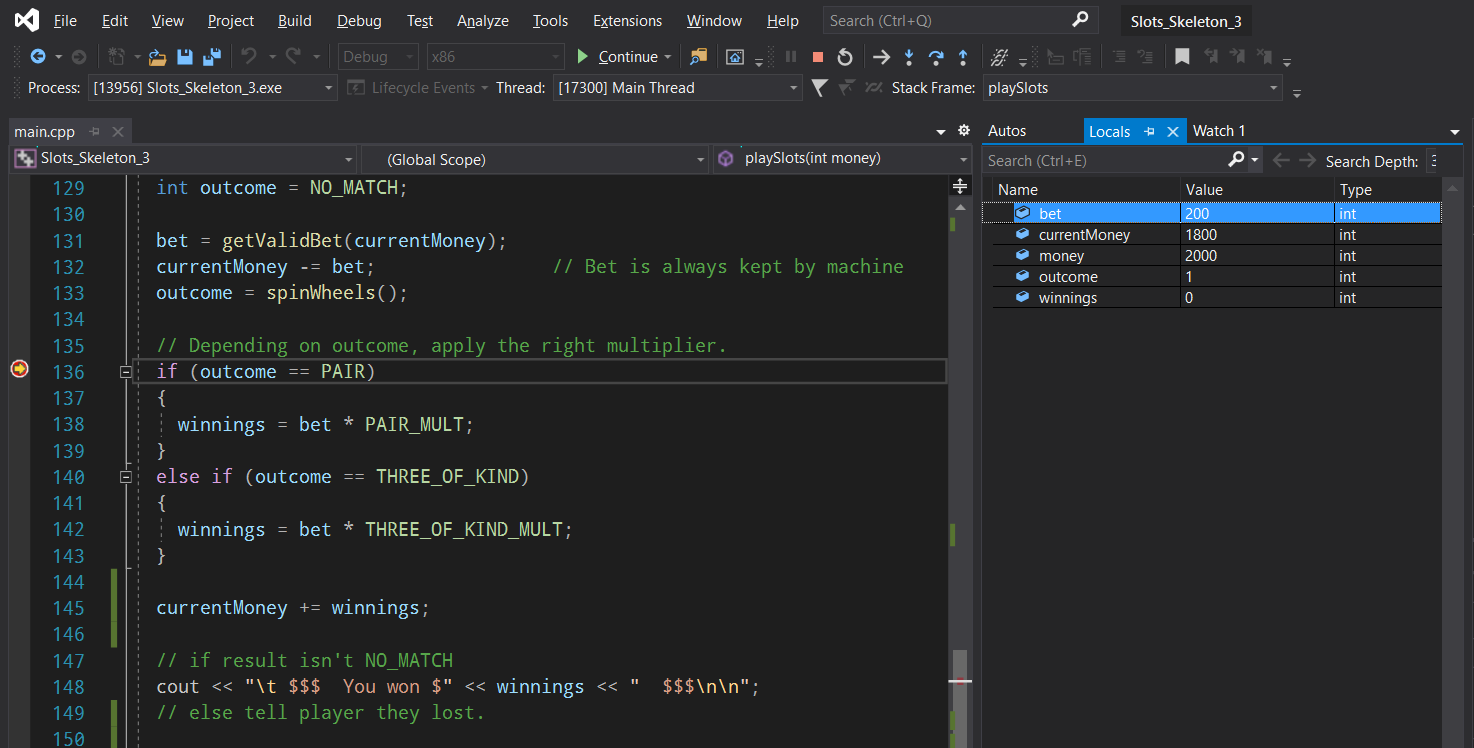 File Edit View Project Build Debug Test Analyze Tools Extensions Window Help Search (Ctrl+Q) Slots_Skeleton_3
Debug x86 Continue
Process: [13956] Slots_Skeleton_3.exe Lifecycle Events Thread: [17300] Main Thread Stack Frame: playSlots
main.cpp
Slots_Skeleton_3 (Global Scope) playSlots(int money)
129 int outcome = NO_MATCH;
130
131 bet = getValidBet(currentMoney);
132 currentMoney -= bet; // Bet is always kept by machine
133 outcome = spinWheels();
134
135 // Depending on outcome, apply the right multiplier.
136 if (outcome == PAIR)
137 {
138 winnings = bet * PAIR_MULT;
139 }
140 else if (outcome == THREE_OF_KIND)
141 {
142 winnings = bet * THREE_OF_KIND_MULT;
143 }
144
145 currentMoney += winnings;
146
147 // if result isn't NO_MATCH
148 cout << "\t $$$  You won $" << winnings << "  $$$\n\n";
149 // else tell player they lost.
150
Autos Locals Watch 1
Search (Ctrl+E) Search Depth: 3
Name Value Type
bet 200 int
currentMoney 1800 int
money 2000 int
outcome 1 int
winnings 0 int